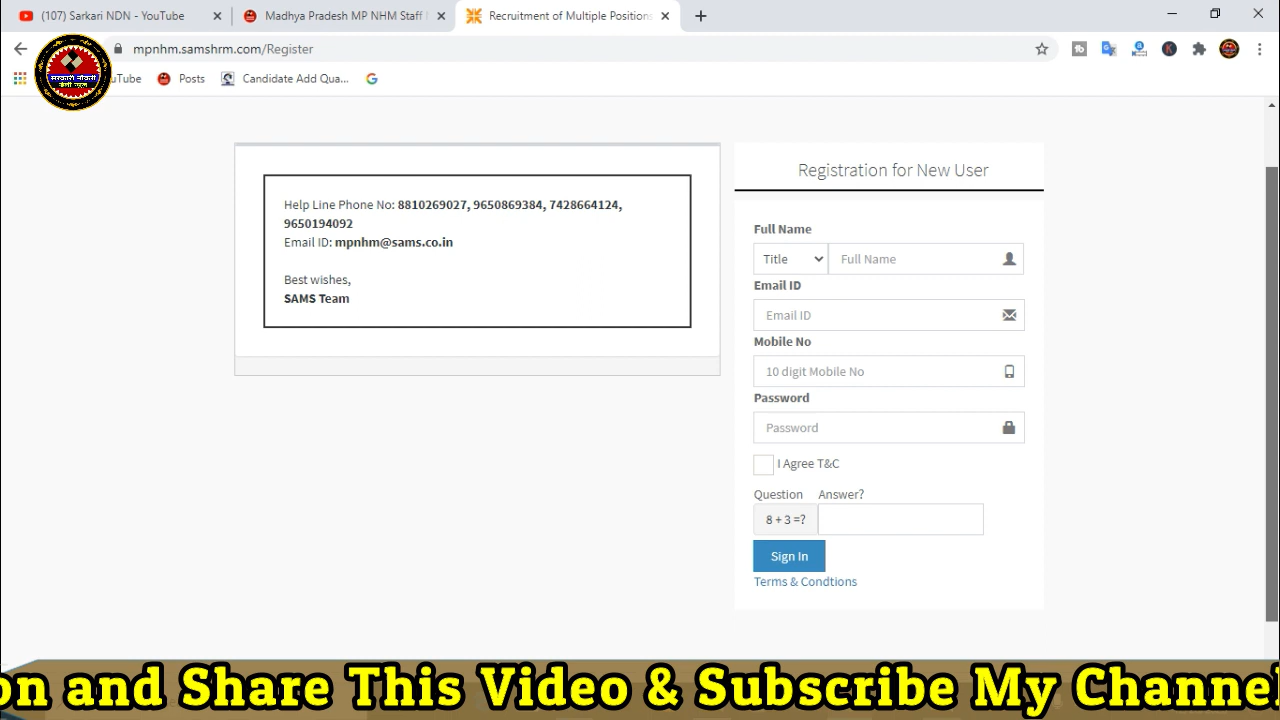 (107) Sarkari NDN - YouTube
Madhya Pradesh MP NHM Staff
Recruitment of Multiple Positions
mpnhm.samshrm.com/Register
सरकारी नौकरी
डेली न्यूज
uTube
Posts
Candidate Add Qua...
Help Line Phone No: 8810269027, 9650869384, 7428664124,
9650194092
Email ID: mpnhm@sams.co.in
Best wishes,
SAMS Team
Registration for New User
Full Name
Title
Full Name
Email ID
Email ID
Mobile No
10 digit Mobile No
Password
Password
I Agree T&C
Question Answer?
8 + 3 =?
Sign In
Terms & Condtions
on and Share This Video & Subscribe My Channel